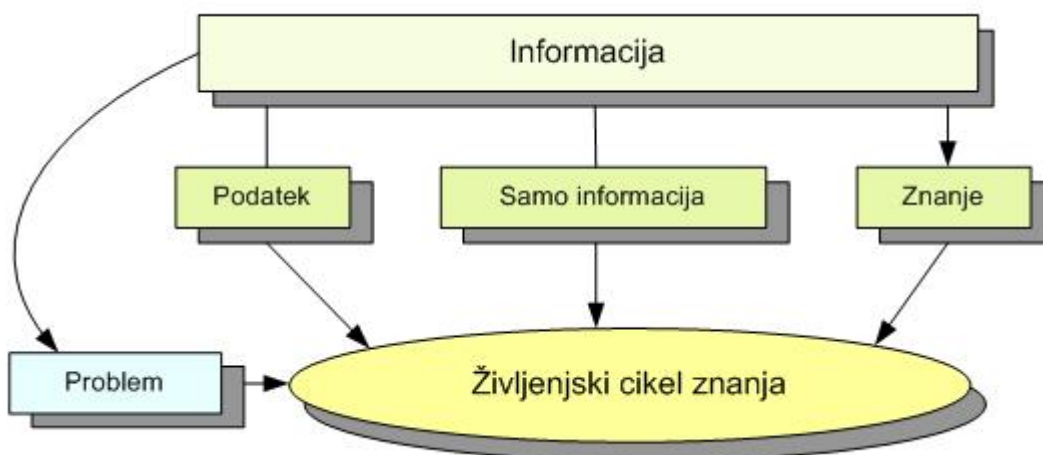 Informacija
Podatek
Samo informacija
Znanje
Problem
Življenjski cikel znanja